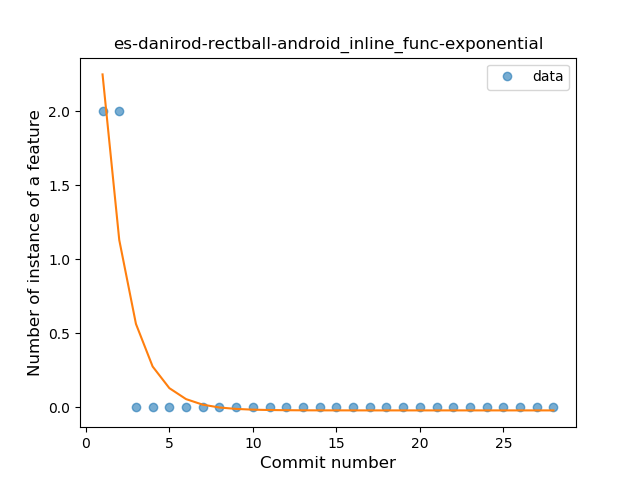 es-danirod-rectball-android_inline_func-exponential
data
Number of instance of a feature
2.0
1.5
1.0
0.5
0.0
0 5 10 15 20 25
Commit number